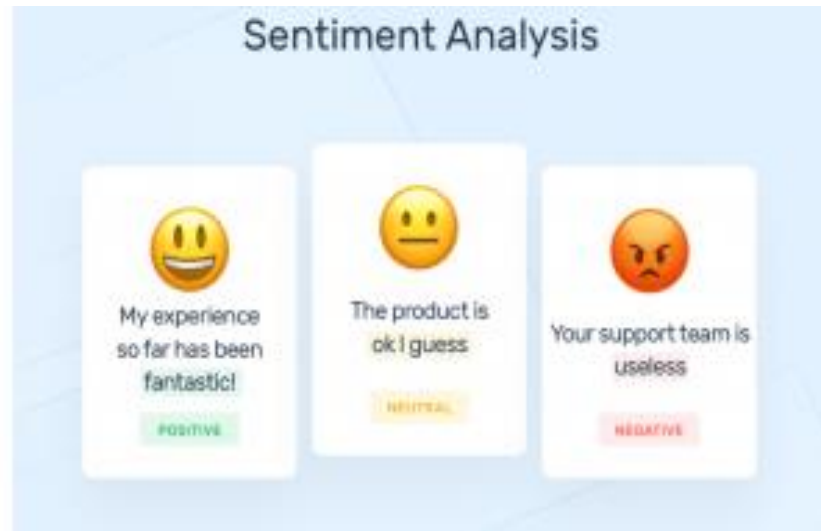 Sentiment Analysis
My experience
so far has been
fantastic!
POSITIVE
The product is
ok I guess
NEUTRAL
Your support team is
useless
NEGATIVE